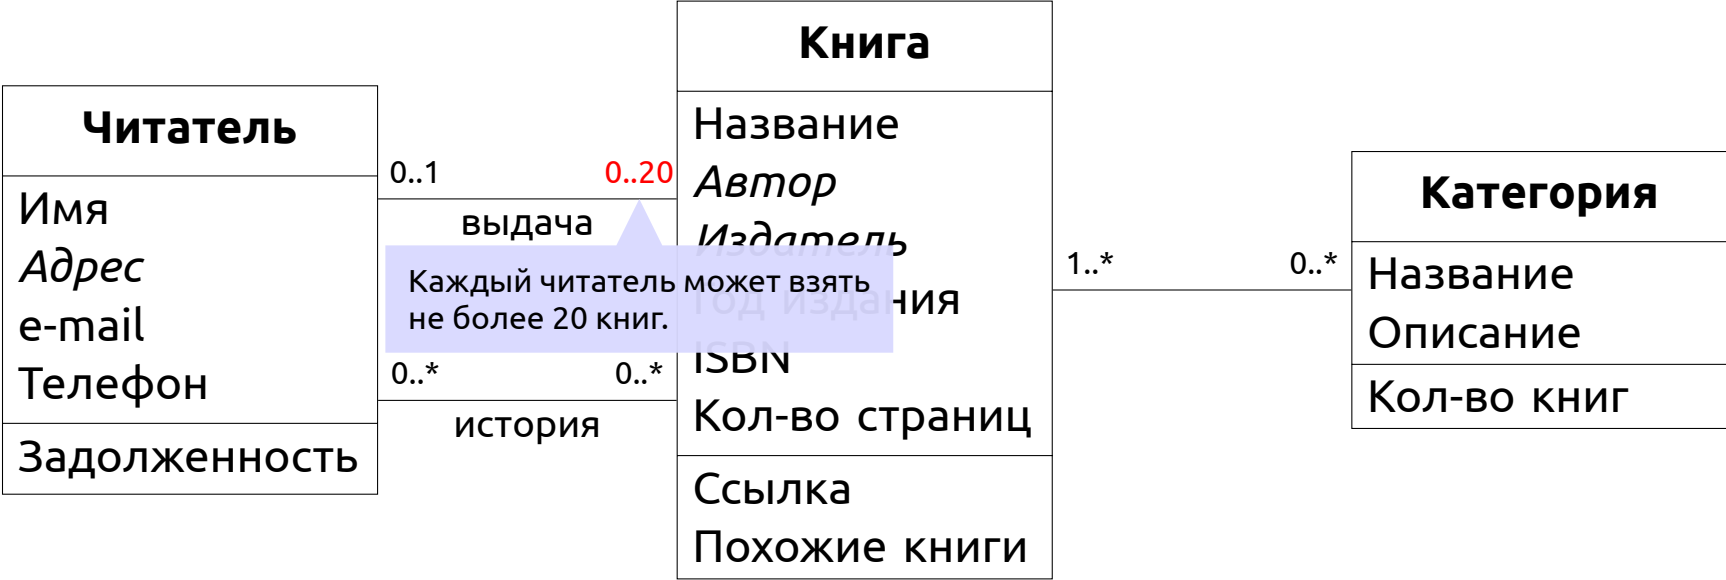 Читатель
Имя
Адрес
e-mail
Телефон
Задолженность
0..1
0..20
выдача
Каждый читатель может взять
не более 20 книг.
0..*
0..*
история
Книга
Название
Автор
Издатель
Год издания
ISBN
Кол-во страниц
Ссылка
Похожие книги
1..*
0..*
Категория
Название
Описание
Кол-во книг